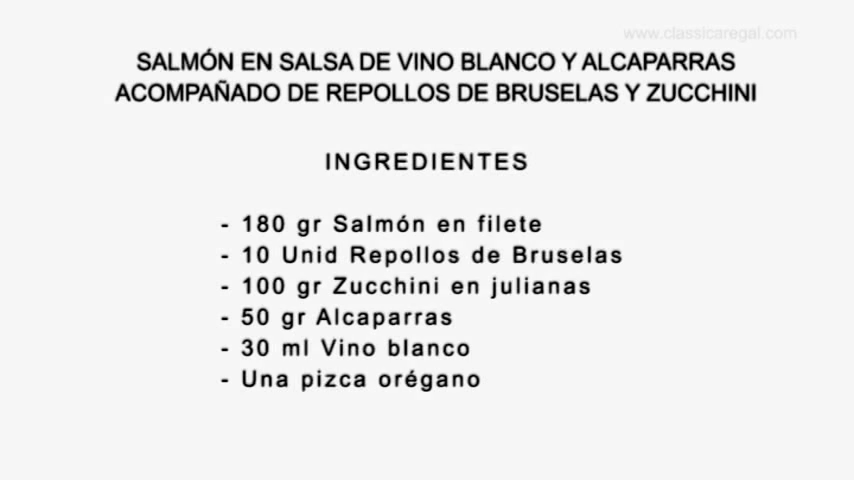 www.classicaregal.com
SALMÓN EN SALSA DE VINO BLANCO Y ALCAPARRAS
ACOMPAÑADO DE REPOLLOS DE BRUSELAS Y ZUCCHINI
INGREDIENTES
- 180 gr Salmón en filete
- 10 Unid Repollos de Bruselas
- 100 gr Zucchini en julianas
- 50 gr Alcaparras
- 30 ml Vino blanco
- Una pizca orégano